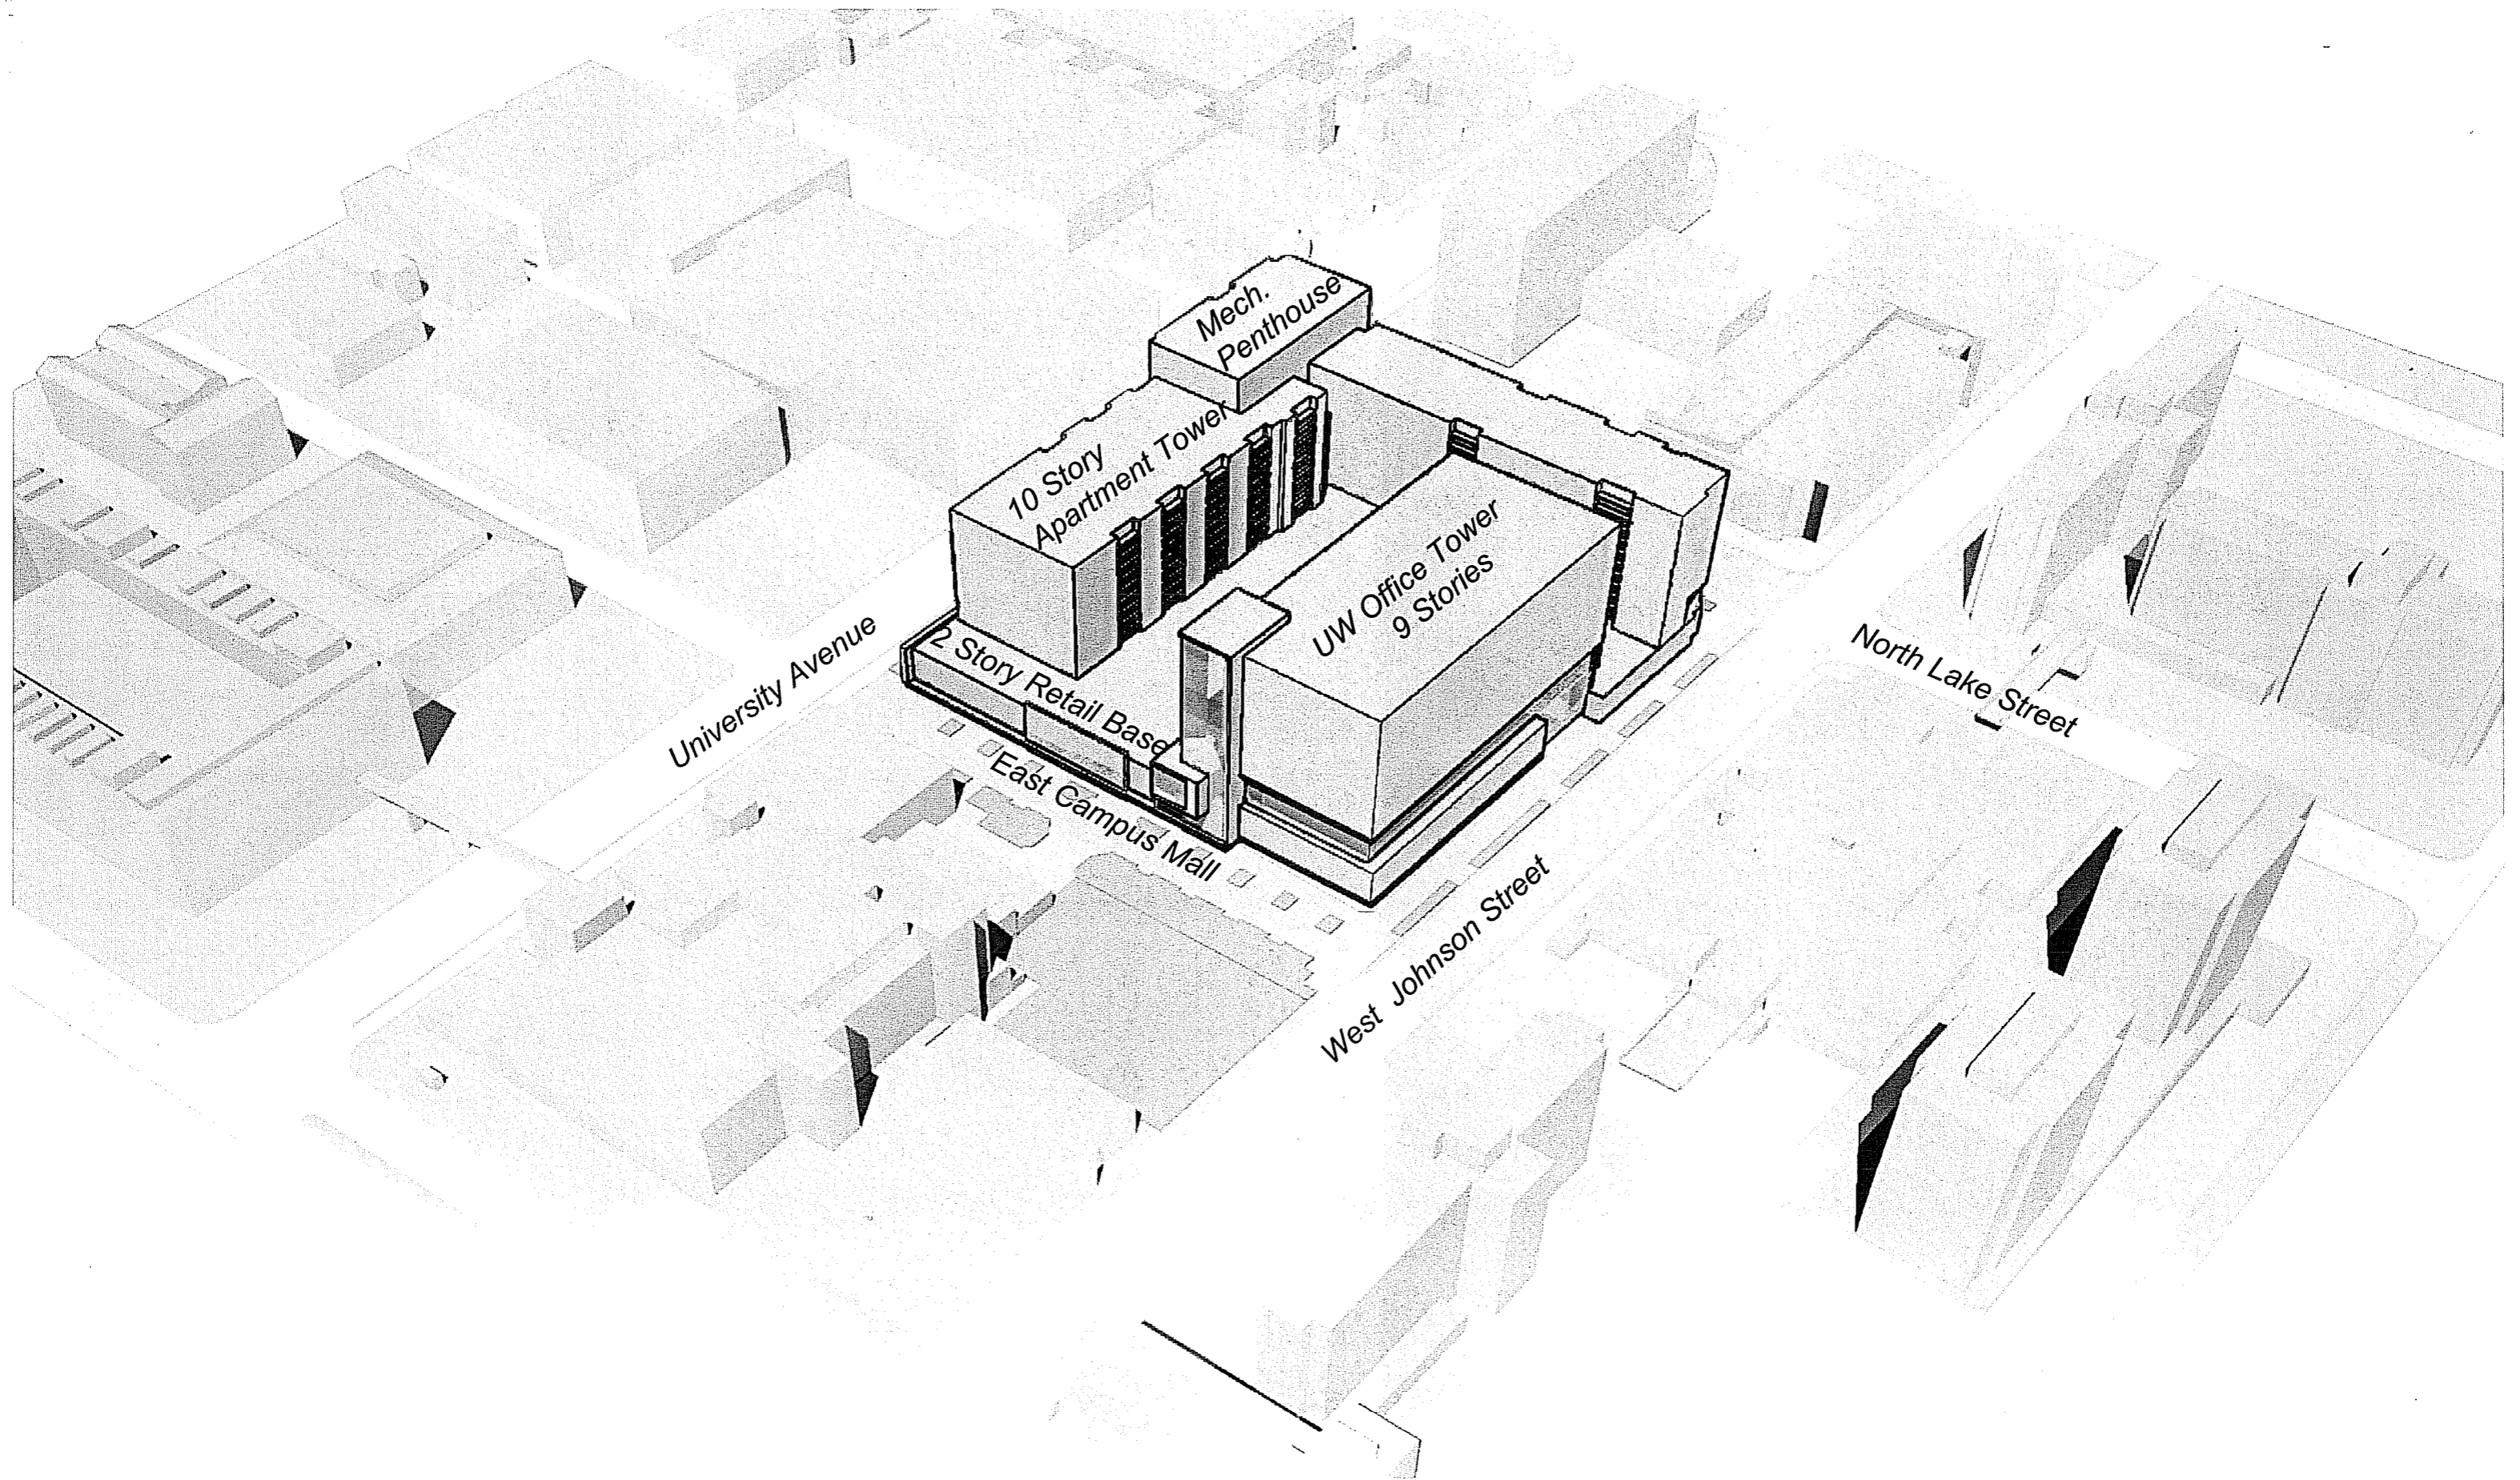 Mech.
Penthouse
10 Story
Apartment Tower
UW Office Tower
9 Stories
2 Story Retail Base
University Avenue
East Campus Mall
West Johnson Street
North Lake Street